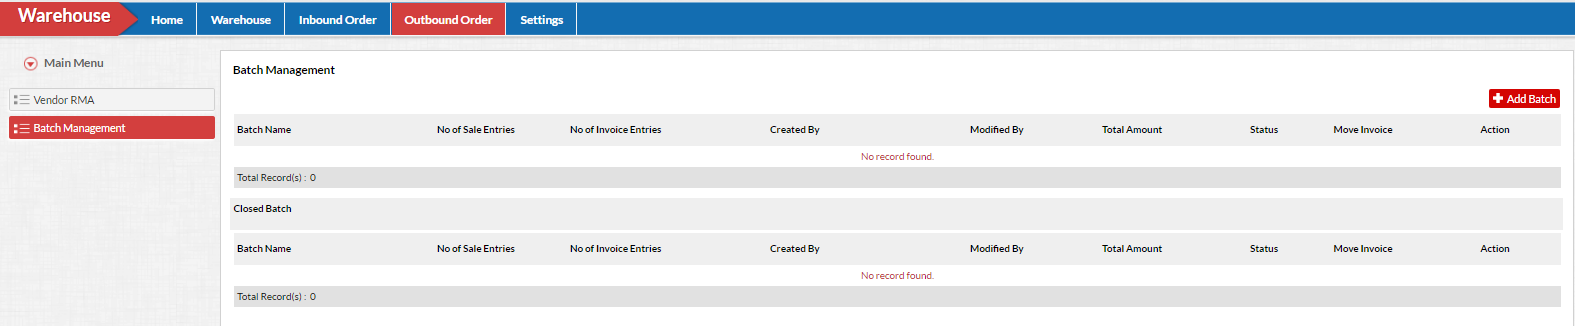 Warehouse Home Warehouse Inbound Order Outbound Order Settings
Main Menu
Vendor RMA
Batch Management
Batch Management
Add Batch
Batch Name No of Sale Entries No of Invoice Entries Created By Modified By Total Amount Status Move Invoice Action
No record found.
Total Record(s) : 0
Closed Batch
Batch Name No of Sale Entries No of Invoice Entries Created By Modified By Total Amount Status Move Invoice Action
No record found.
Total Record(s) : 0